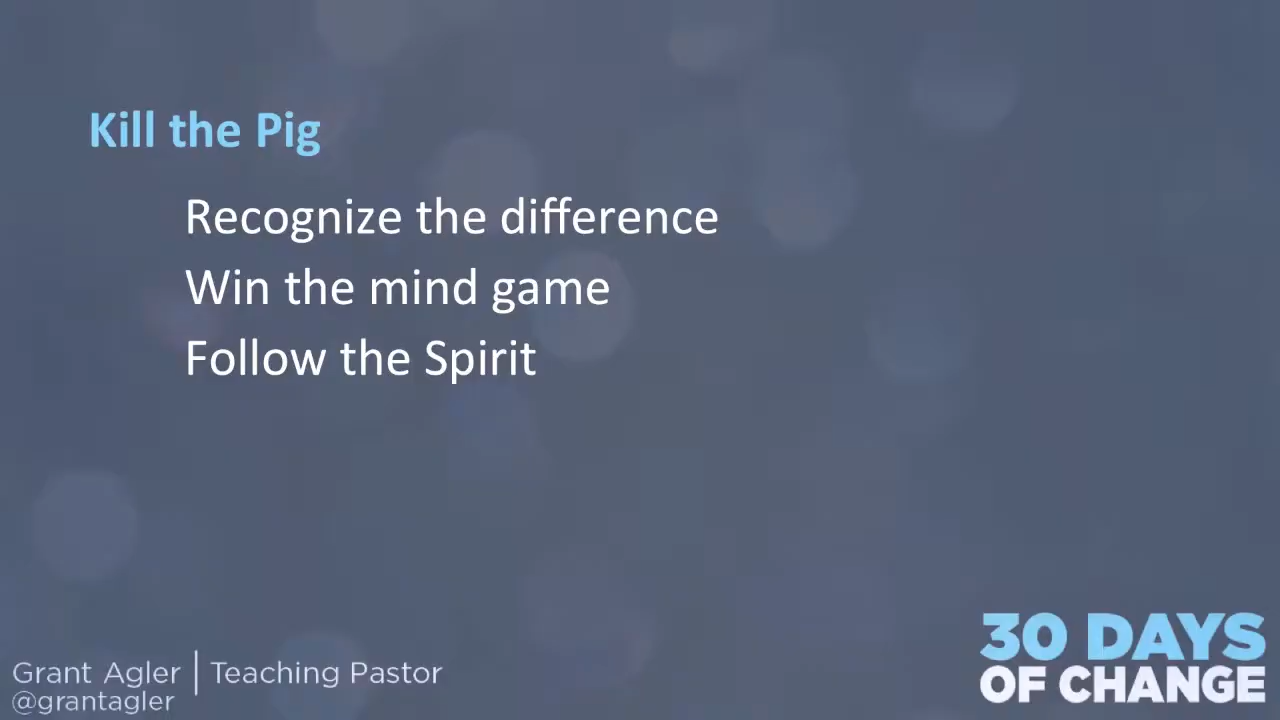 Kill the Pig
Recognize the difference
Win the mind game
Follow the Spirit
Grant Agler | Teaching Pastor
@grantagler
30 DAYS
OF CHANGE